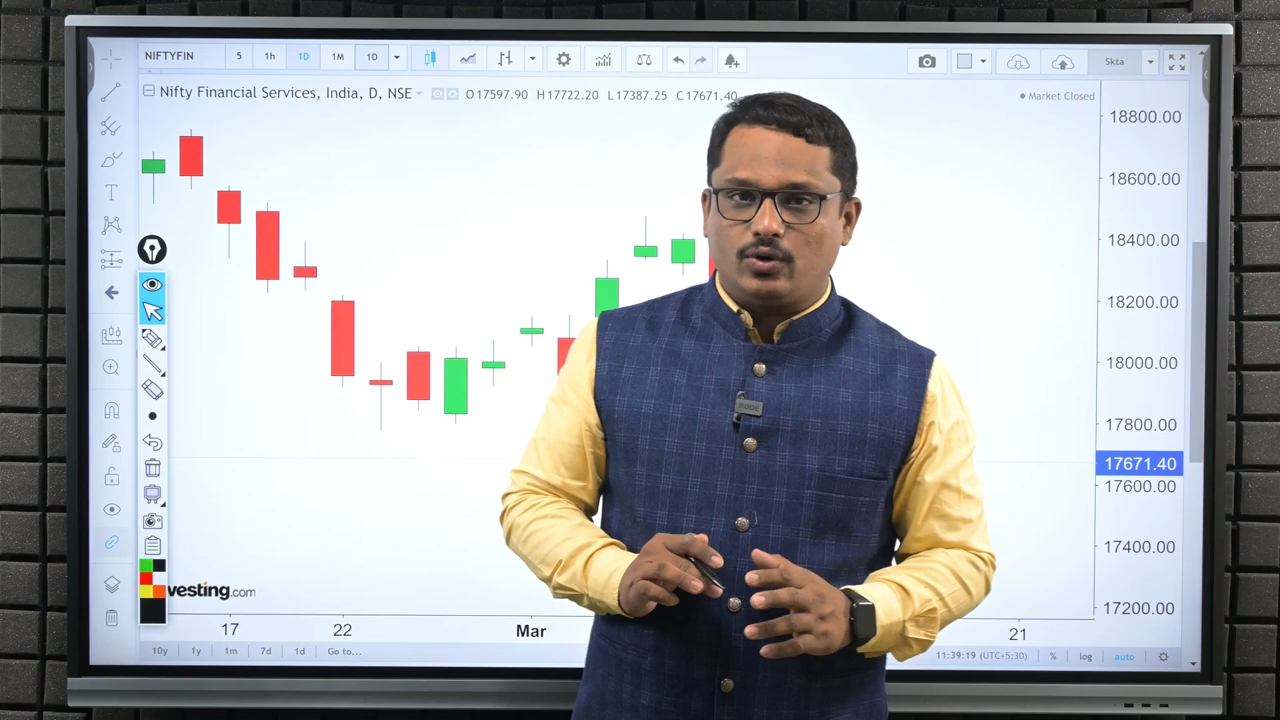 NIFTYFIN 5 1h 1D 1M 1D 5kta
Nifty Financial Services, India, D, NSE O17597.90 H17722.20 L17387.25 C17671.40
Market Closed
18800.00
18600.00
18400.00
18200.00
18000.00
17800.00
17671.40
17600.00
17400.00
17200.00
T
RODE
vesting.com
17 22 Mar 21
10y 1y 1m 7d 1d Go to... 11:39:19 (UTC+5:30) % log auto